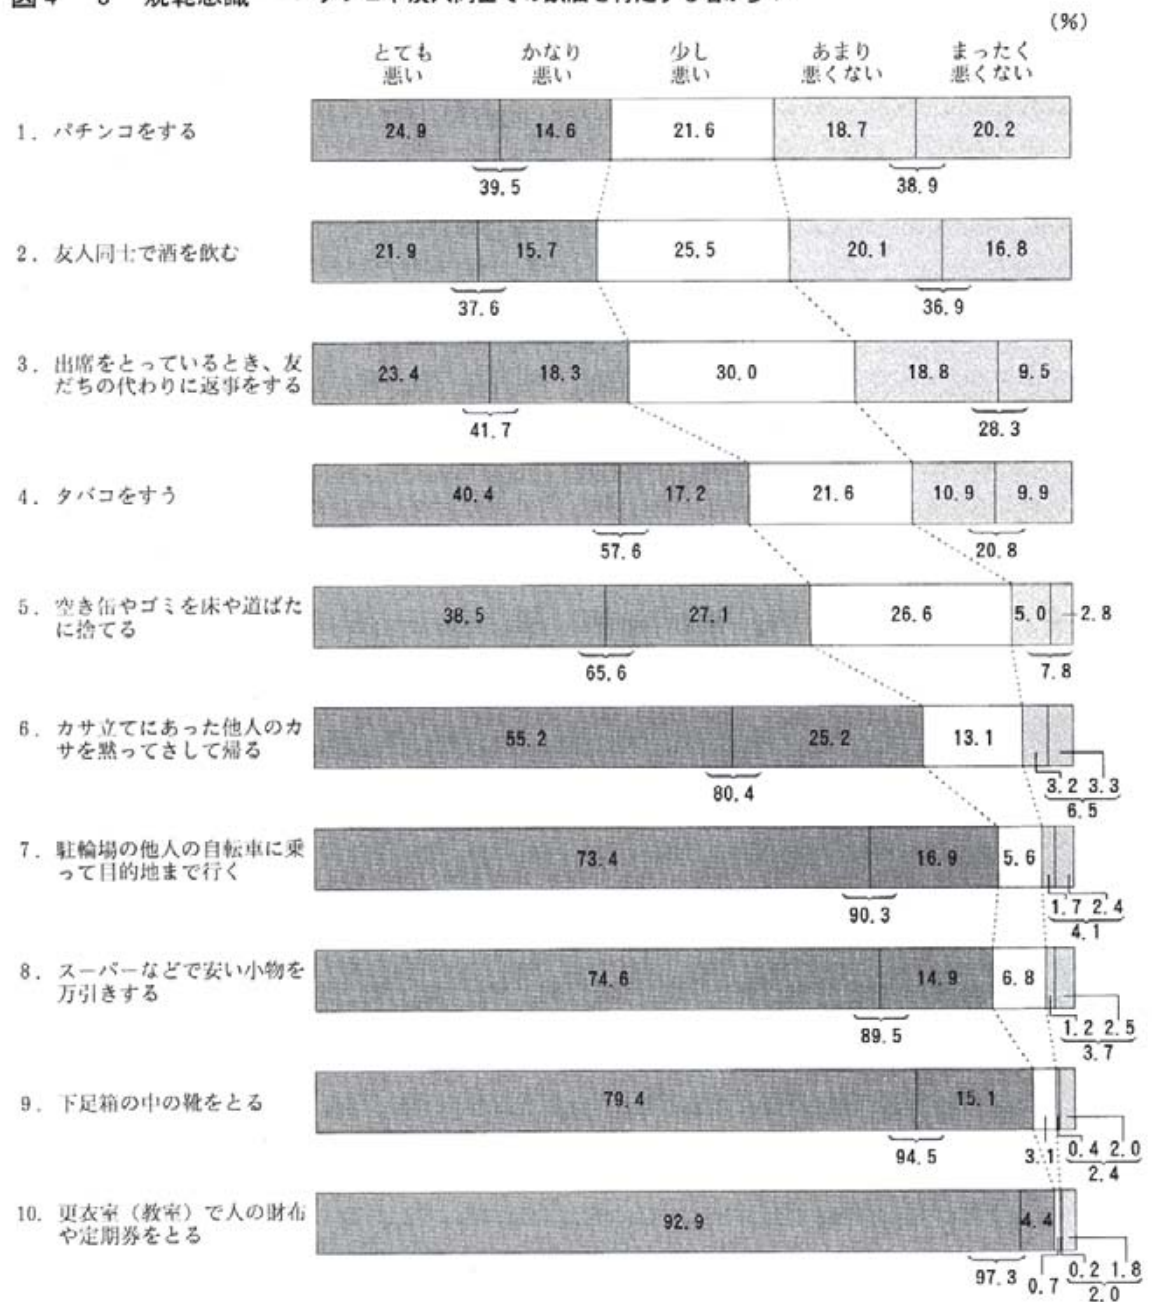 (%)
とても かなり 少し あまり まったく
悪い 悪い 悪い 悪くない 悪くない
1. パチンコをする 24.9 14.6 21.6 18.7 20.2
39.5 38.9
2. 友人同士で酒を飲む 21.9 15.7 25.5 20.1 16.8
37.6 36.9
3. 出席をとっているとき、友
だちの代わりに返事をする 23.4 18.3 30.0 18.8 9.5
41.7 28.3
4. タバコをすう 40.4 17.2 21.6 10.9 9.9
57.6 20.8
5. 空き缶やゴミを床や道ばた
に捨てる 38.5 27.1 26.6 5.0 2.8
65.6 7.8
6. カサ立てにあった他人のカ
サを黙ってさして帰る 55.2 25.2 13.1
80.4 3.2 3.3
6.5
7. 駐輪場の他人の自転車に乗
って目的地まで行く 73.4 16.9 5.6
90.3 1.7 2.4
4.1
8. スーパーなどで安い小物を
万引きする 74.6 14.9 6.8
89.5 1.2 2.5
3.7
9. 下足箱の中の靴をとる 79.4 15.1
94.5 3.1 0.4 2.0
2.4
10. 更衣室（教室）で人の財布
や定期券をとる 92.9 4.4
97.3 0.7 0.2 1.8
2.0